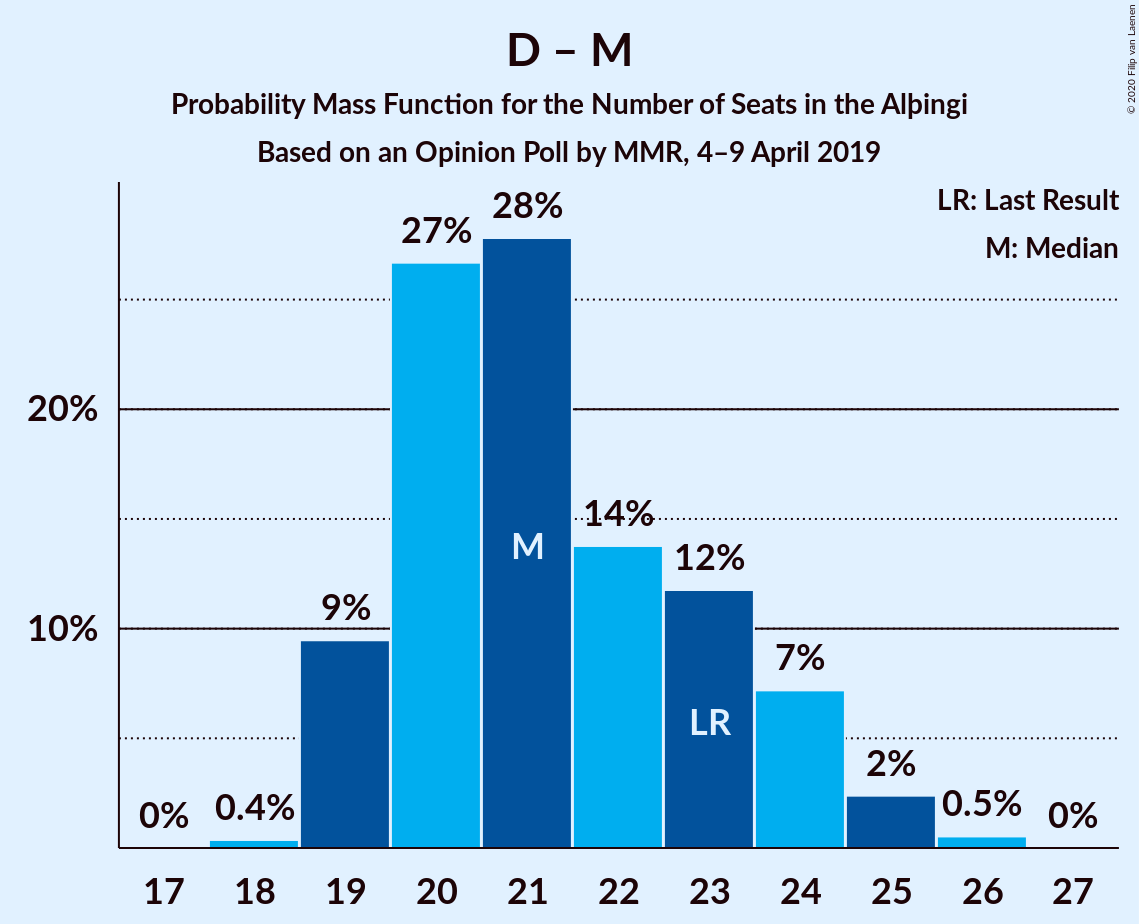 D – M
Probability Mass Function for the Number of Seats in the Alþingi
Based on an Opinion Poll by MMR, 4–9 April 2019
© 2020 Filip van Laenen
LR: Last Result
M: Median
20%
10%
0%
0.4%
9%
27%
28%
14%
12%
7%
2%
0.5%
0%
M
LR
17 18 19 20 21 22 23 24 25 26 27